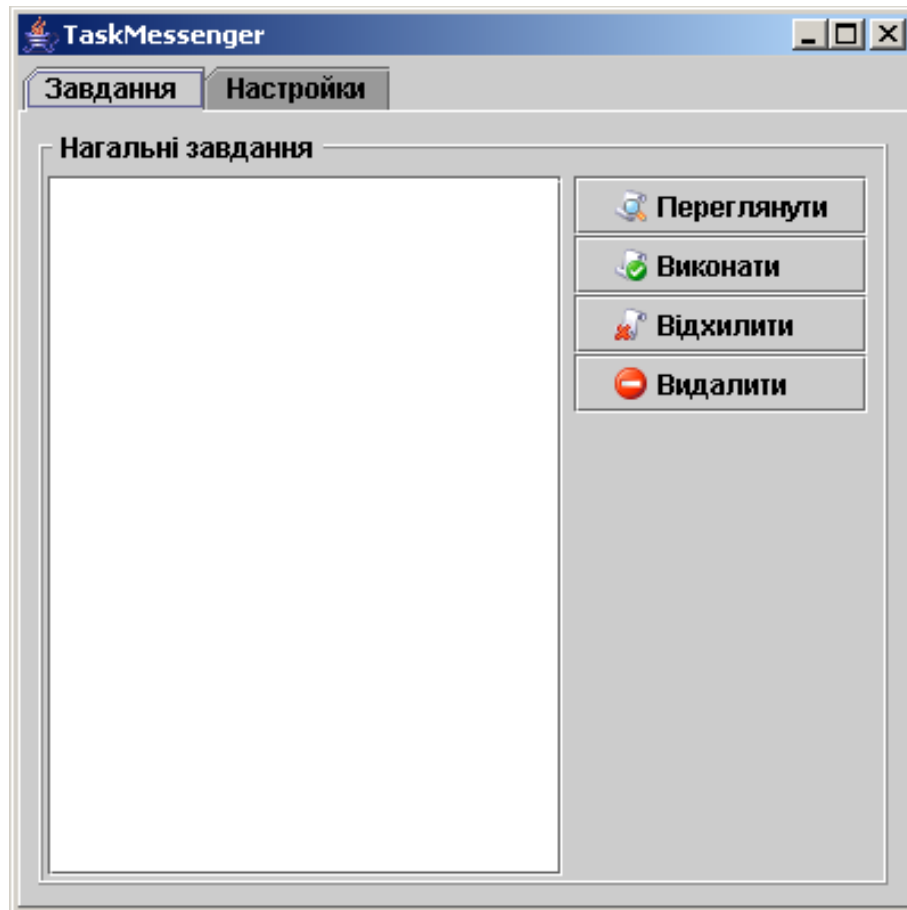 TaskMessenger
Завдання Настройки
Нагальні завдання
Переглянути
Виконати
Відхилити
Видалити